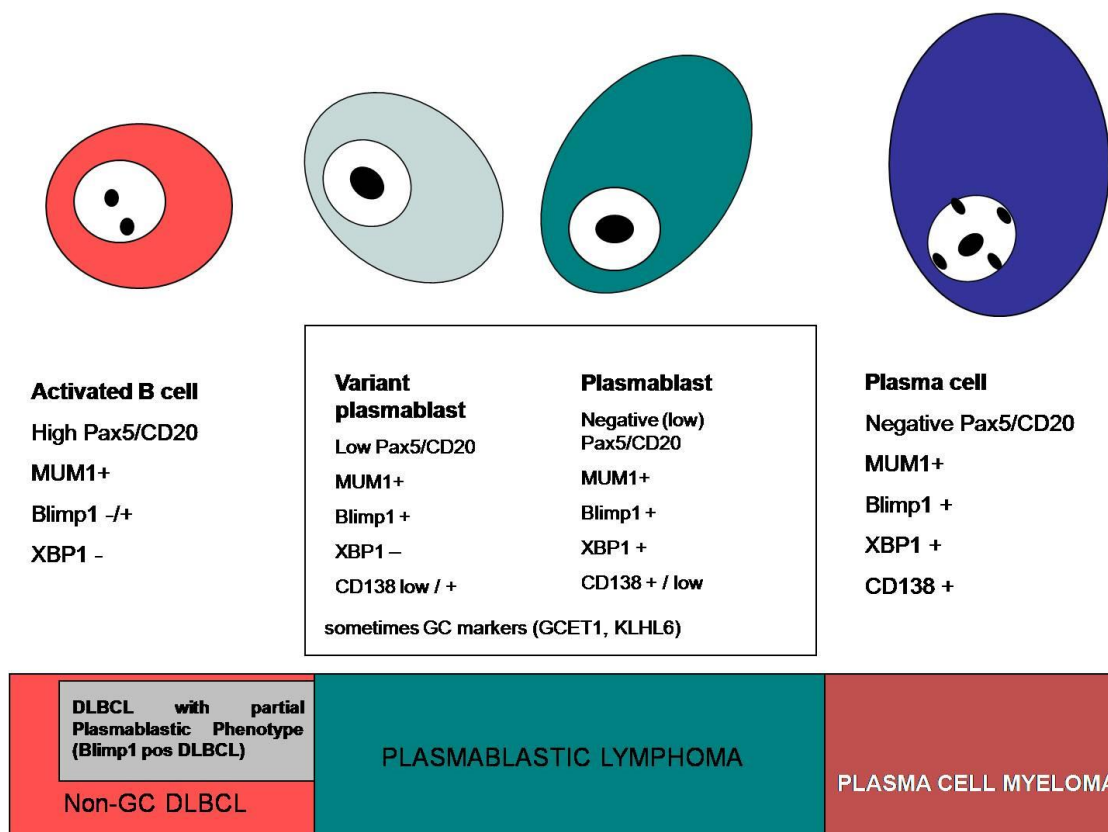 Activated B cell
High Pax5/CD20
MUM1+
Blimp1 -/+
XBP1 -
Variant
plasmablast
Low Pax5/CD20
MUM1+
Blimp1 +
XBP1 –
CD138 low / +
Plasmablast
Negative (low)
Pax5/CD20
MUM1+
Blimp1 +
XBP1 +
CD138 + / low
sometimes GC markers (GCET1, KLHL6)
Plasma cell
Negative Pax5/CD20
MUM1+
Blimp1 +
XBP1 +
CD138 +
DLBCL with partial
Plasmablastic Phenotype
(Blimp1 pos DLBCL)
Non-GC DLBCL
PLASMABLASTIC LYMPHOMA
PLASMA CELL MYELOMA